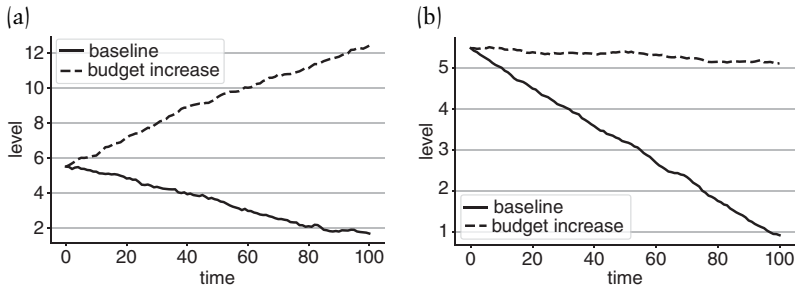 (a)
baseline
budget increase
12
10
8
6
4
2
level
0 20 40 60 80 100
time
(b)
5
4
3
2
1
level
baseline
budget increase
0 20 40 60 80 100
time